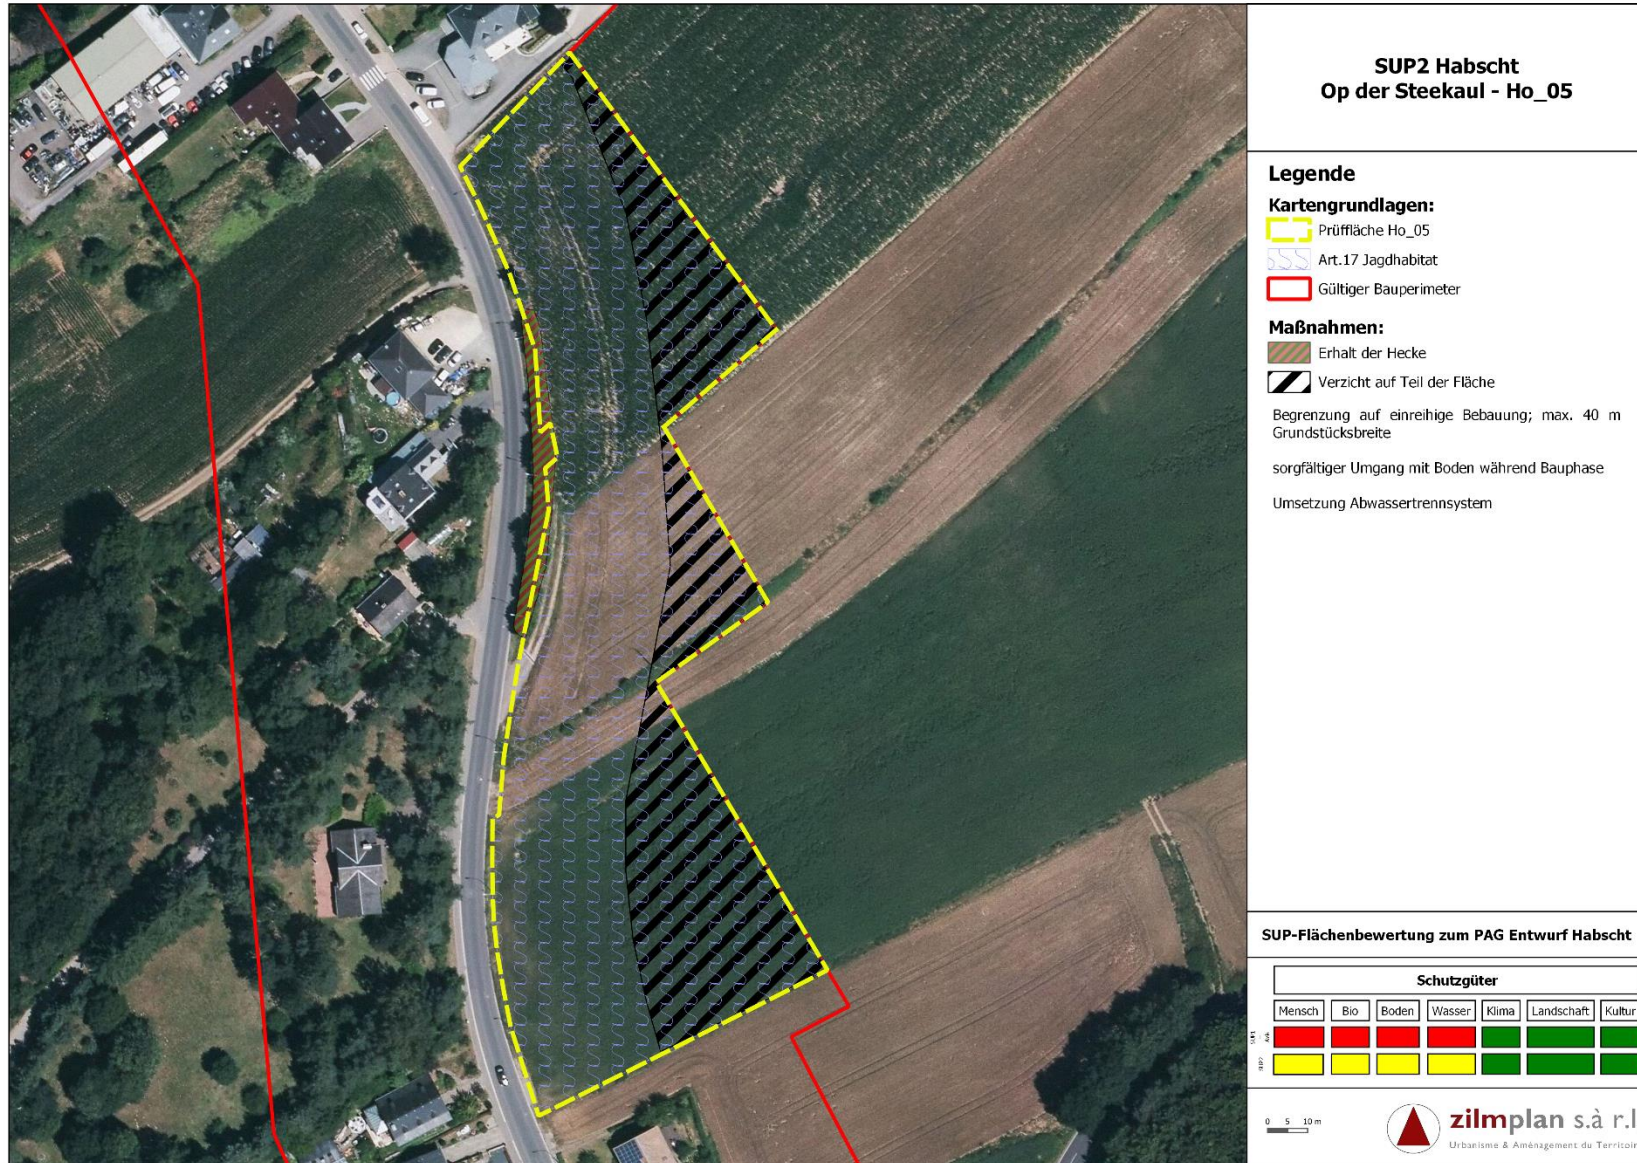 SUP2 Habscht
Op der Steekaul - Ho_05
Legende
Kartengrundlagen:
Prüffläche Ho_05
Art.17 Jagdhabitat
Gültiger Bauperimeter
Maßnahmen:
Erhalt der Hecke
Verzicht auf Teil der Fläche
Begrenzung auf einreihige Bebauung; max. 40 m
Grundstücksbreite
sorgfältiger Umgang mit Boden während Bauphase
Umsetzung Abwassertrennsystem
SUP-Flächenbewertung zum PAG Entwurf Habscht
Schutzgüter
Mensch Bio Boden Wasser Klima Landschaft Kultur
SUP2
0 5 10 m
zilmplan s.à r.l
Urbanisme & Aménagement du Territoir